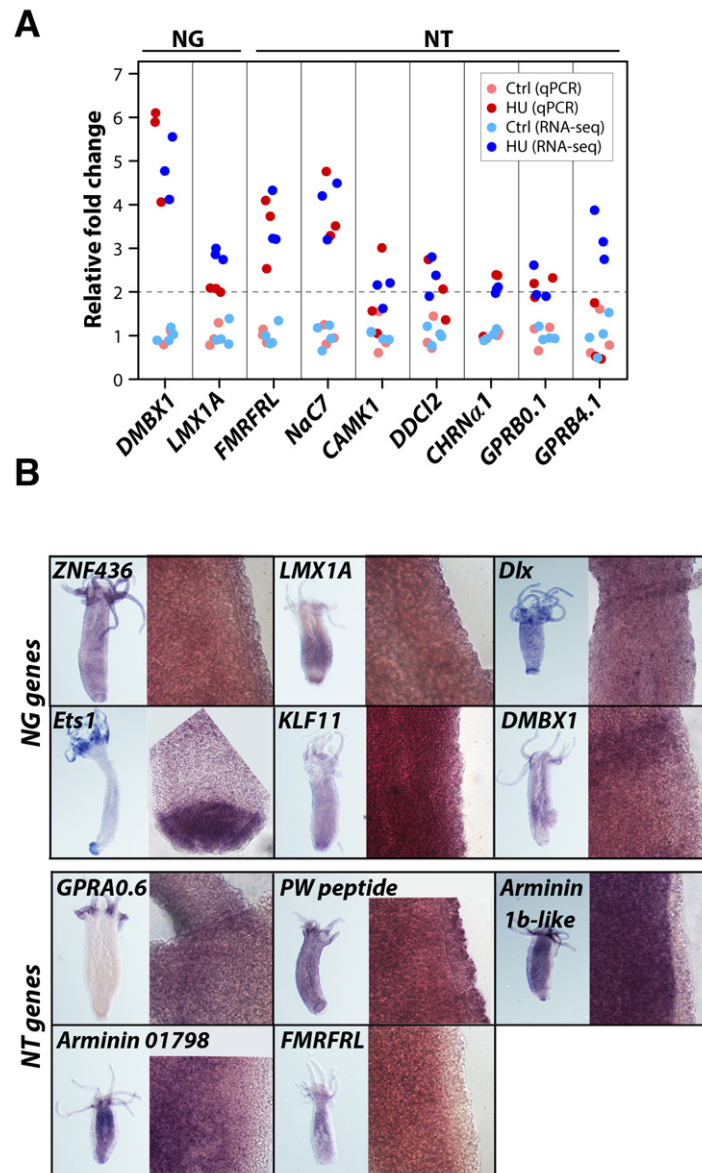 A
NG NT
7
6
5
4
3
2
1
0
Relative fold change
Ctrl (qPCR)
HU (qPCR)
Ctrl (RNA-seq)
HU (RNA-seq)
DMBX1 LMX1A FMRFRL NaC7 CAMK1 DDCl2 CHRNα1 GPRB0.1 GPRB4.1
B
NG genes
ZNF436 LMX1A Dlx
Ets1 KLF11 DMBX1
NT genes
GPRA0.6 PW peptide Arminin
1b-like
Arminin 01798 FMRFRL